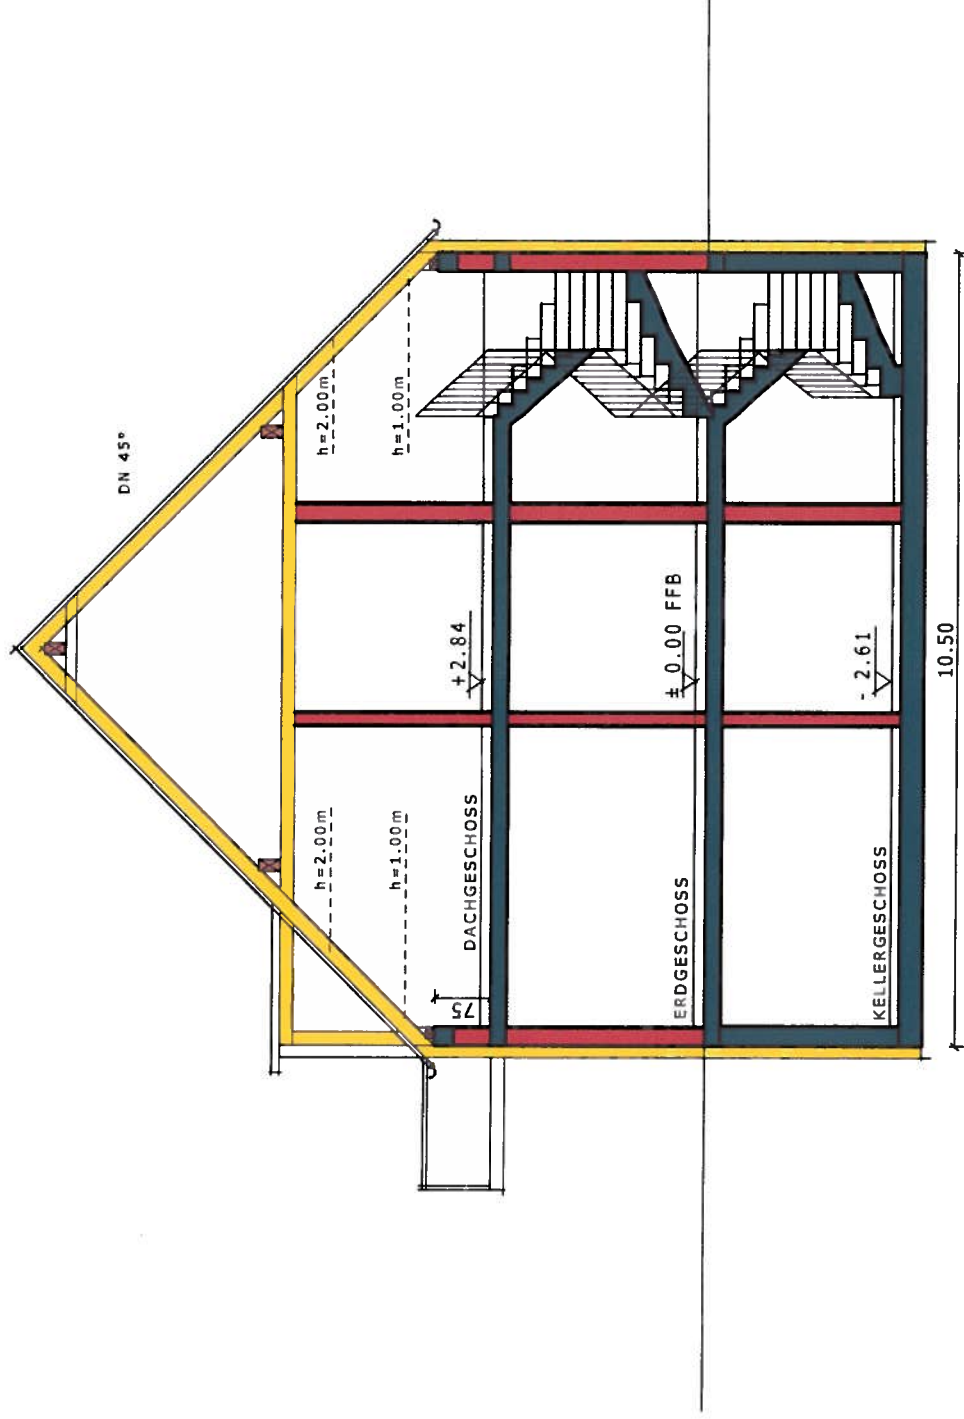 DN 45°
h=2.00m
h=2.00m
h=1.00m
h=1.00m
DACHGESCHOSS
+2.84
75
ERDGESCHOSS
± 0.00 FFB
KELLERGESCHOSS
- 2.61
10.50